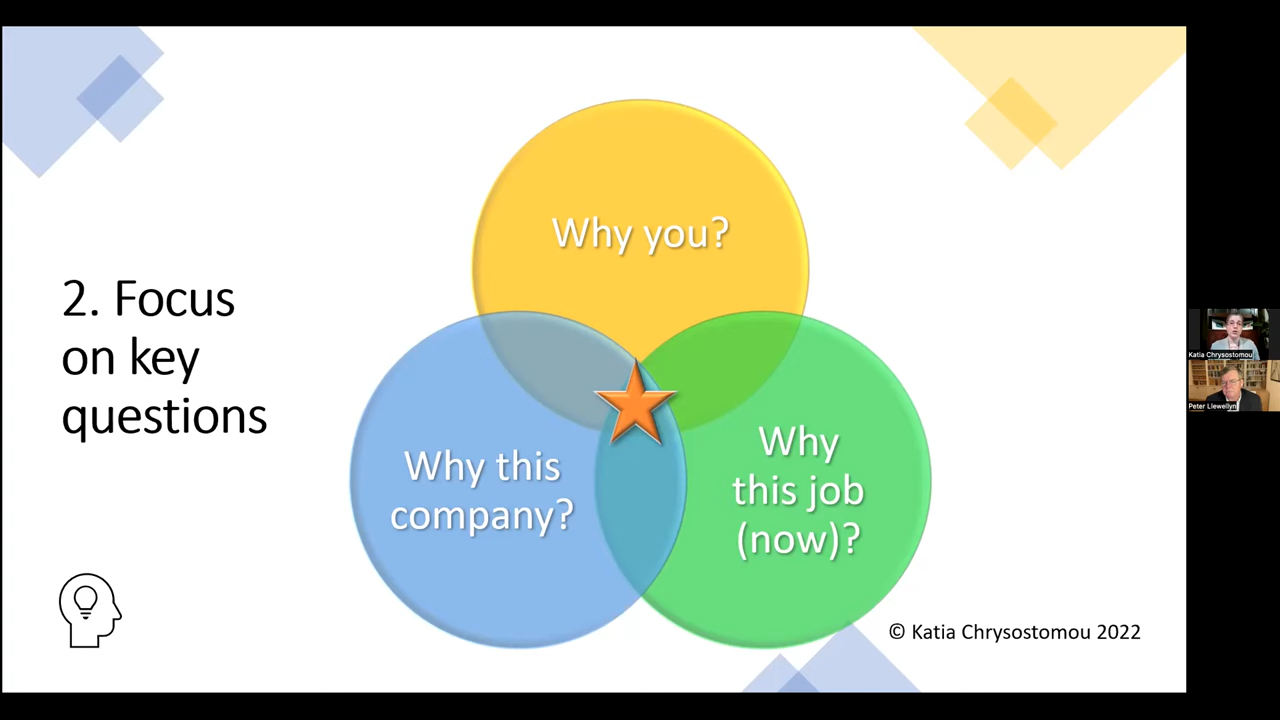 2. Focus
on key
questions
Why you?
Why this
company?
Why
this job
(now)?
© Katia Chrysostomou 2022
Katia Chrysostomou
Peter Llewellyn